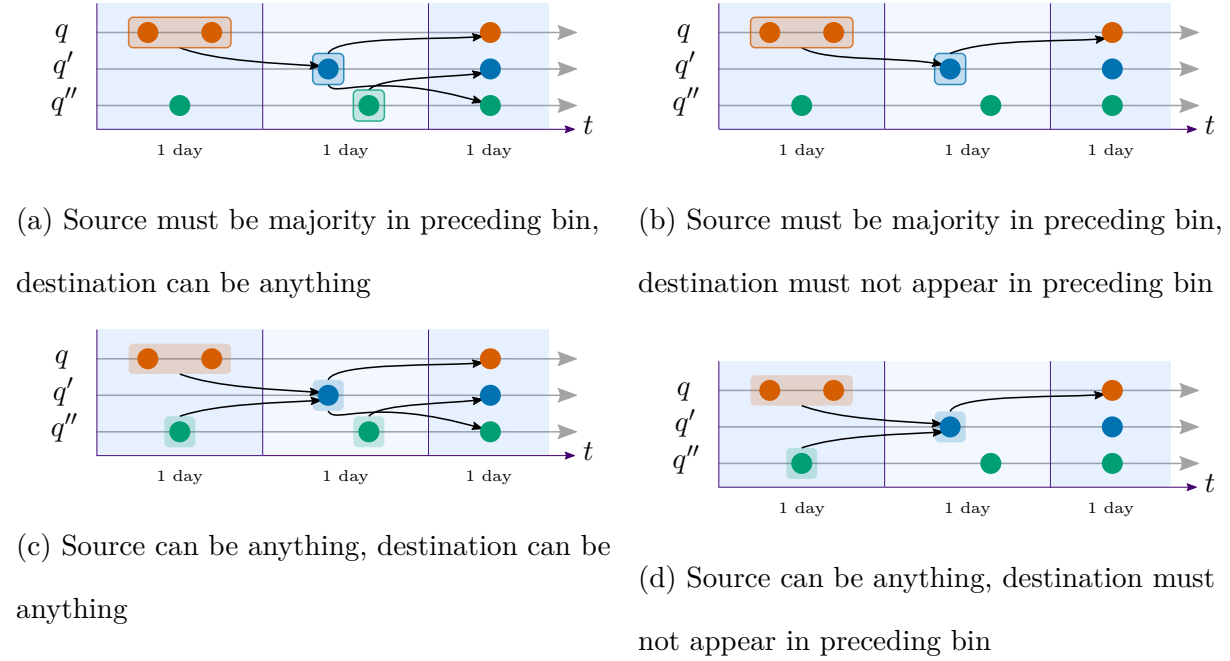 q
q′
q″
t
1 day 1 day 1 day
(a) Source must be majority in preceding bin,
destination can be anything
q
q′
q″
t
1 day 1 day 1 day
(b) Source must be majority in preceding bin,
destination must not appear in preceding bin
q
q′
q″
t
1 day 1 day 1 day
(c) Source can be anything, destination can be
anything
q
q′
q″
t
1 day 1 day 1 day
(d) Source can be anything, destination must
not appear in preceding bin